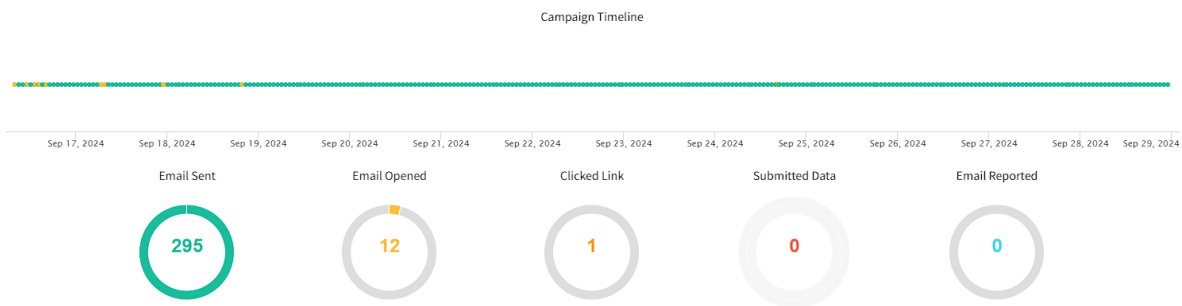 Campaign Timeline
Sep 17, 2024 Sep 18, 2024 Sep 19, 2024 Sep 20, 2024 Sep 21, 2024 Sep 22, 2024 Sep 23, 2024 Sep 24, 2024 Sep 25, 2024 Sep 26, 2024 Sep 27, 2024 Sep 28, 2024 Sep 29, 2024
Email Sent Email Opened Clicked Link Submitted Data Email Reported
295 12 1 0 0